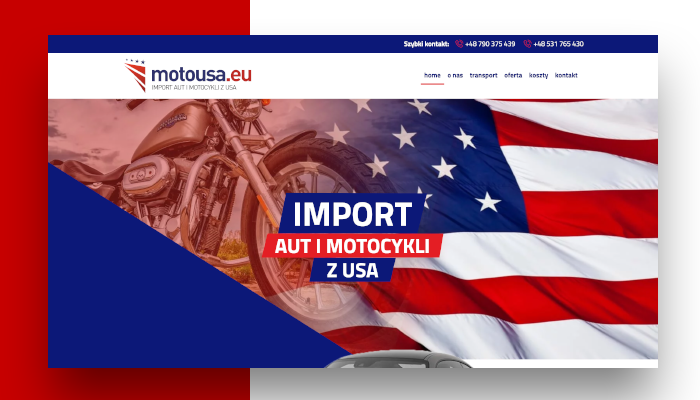 Szybki kontakt: +48 790 375 439 +48 531 765 430
motousa.eu
IMPORT AUT I MOTOCYKLI Z USA
home o nas transport oferta koszty kontakt
IMPORT
AUT I MOTOCYKLI
Z USA